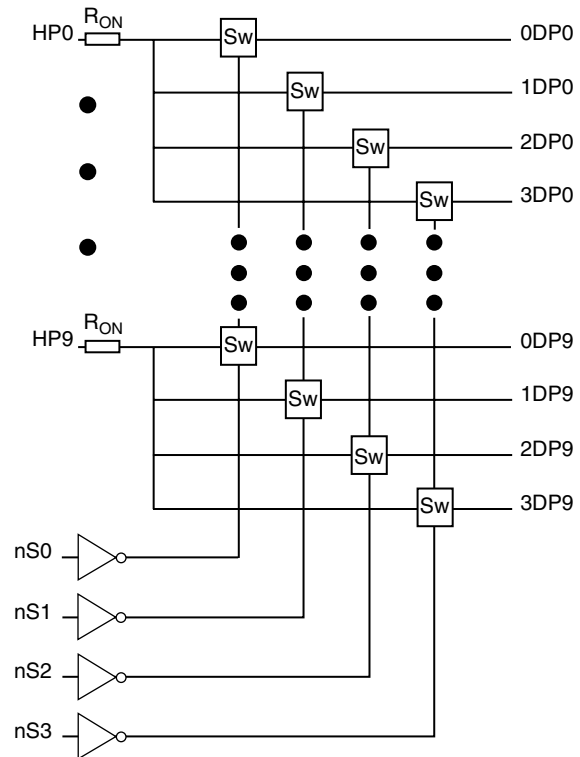 HP0 RON Sw 0DP0
Sw 1DP0
Sw 2DP0
Sw 3DP0
HP9 RON Sw 0DP9
Sw 1DP9
Sw 2DP9
Sw 3DP9
nS0
nS1
nS2
nS3